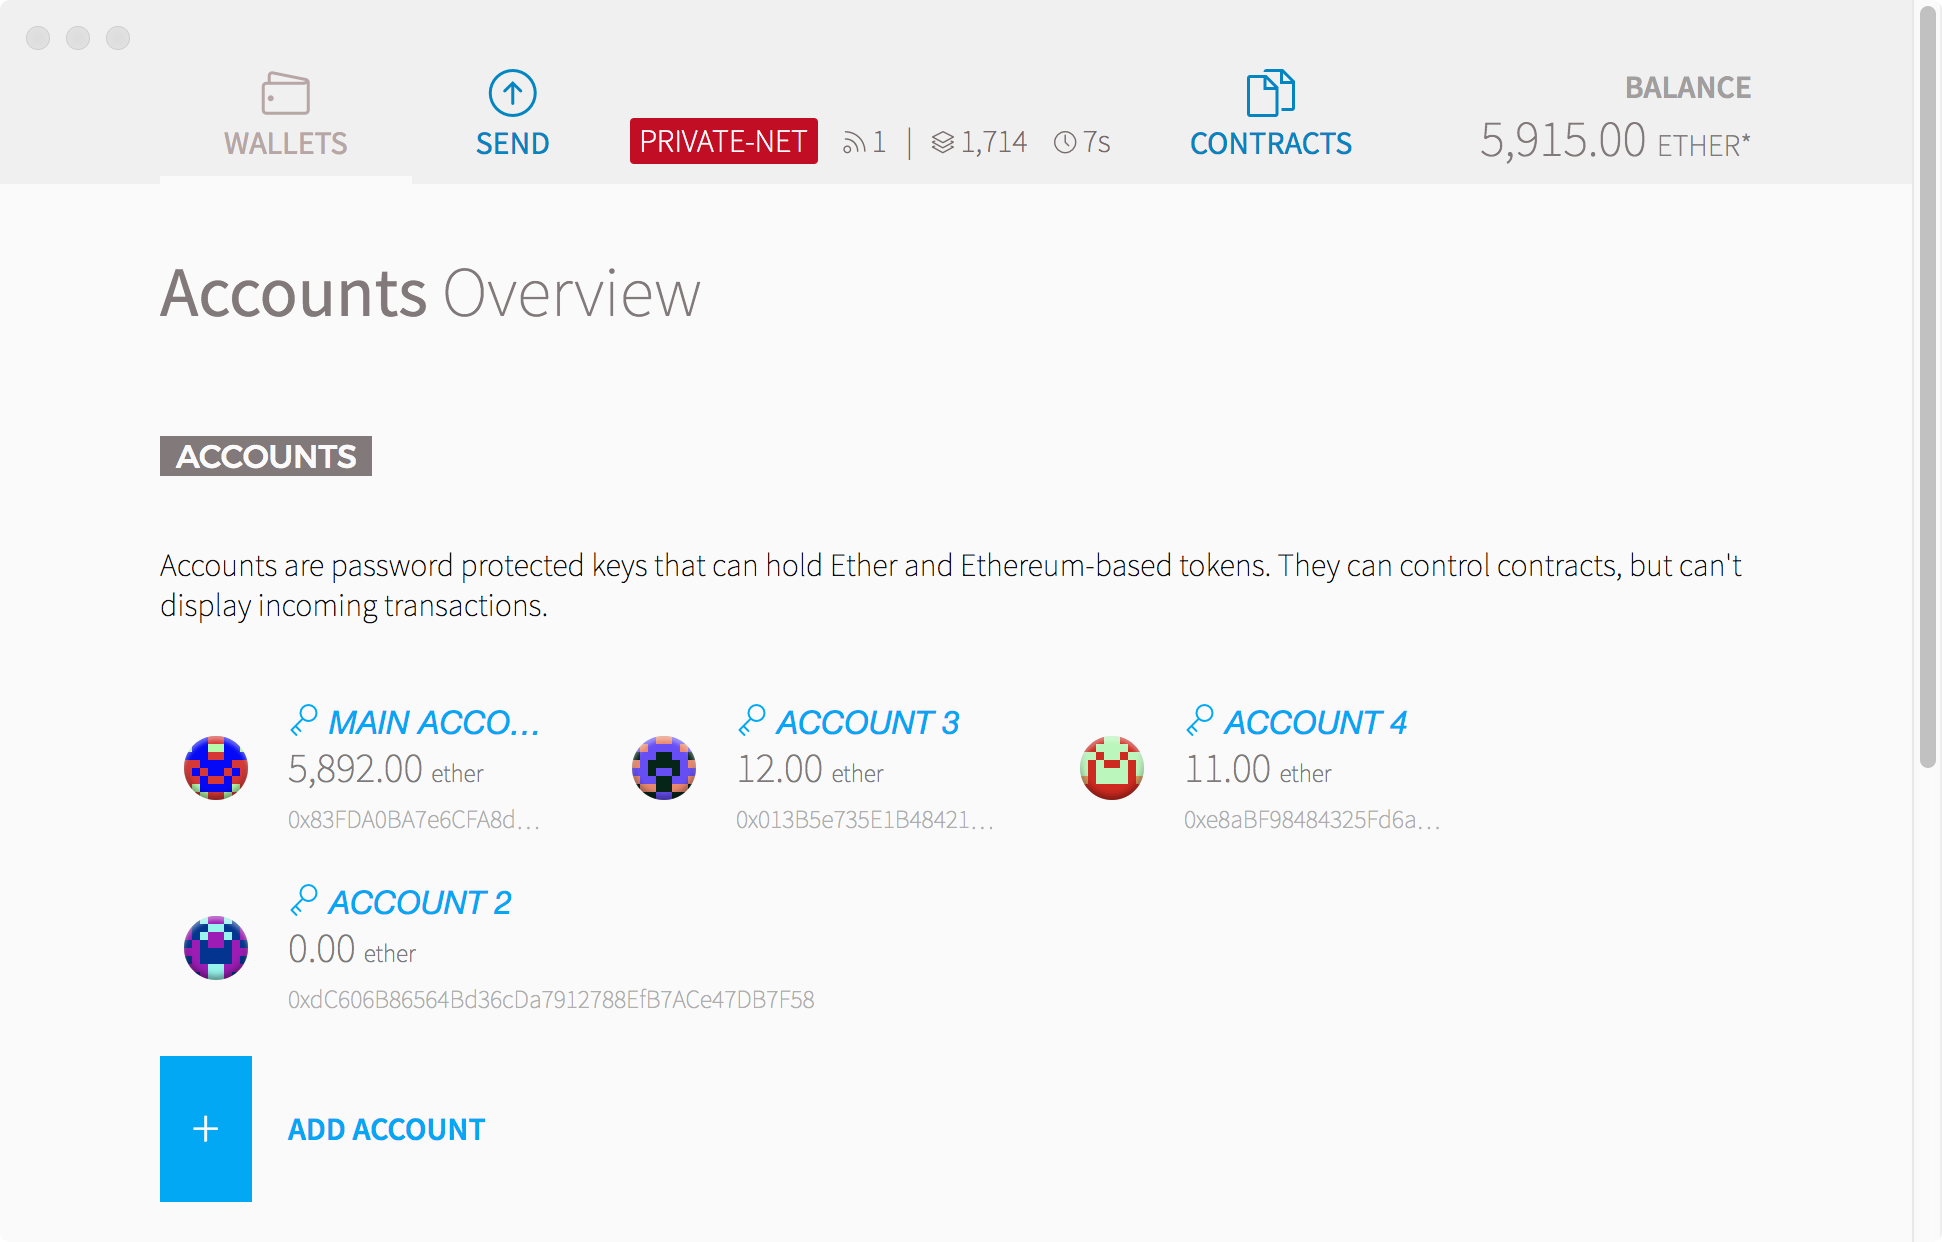 WALLETS
SEND
PRIVATE-NET 1 | 1,714 7s
CONTRACTS
BALANCE
5,915.00 ETHER*
Accounts Overview
ACCOUNTS
Accounts are password protected keys that can hold Ether and Ethereum-based tokens. They can control contracts, but can't
display incoming transactions.
MAIN ACCO...
5,892.00 ether
0x83FDA0BA7e6CFA8d...
ACCOUNT 3
12.00 ether
0x013B5e735E1B48421...
ACCOUNT 4
11.00 ether
0xe8aBF98484325Fd6a...
ACCOUNT 2
0.00 ether
0xdC606B86564Bd36cDa7912788EfB7ACe47DB7F58
+
ADD ACCOUNT